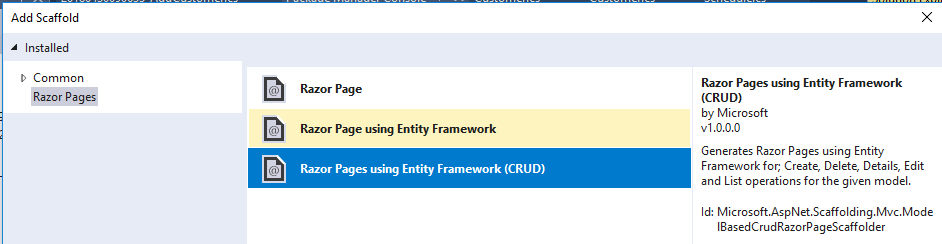 Add Scaffold
Installed
Common
Razor Pages
Razor Page
Razor Page using Entity Framework
Razor Pages using Entity Framework (CRUD)
Razor Pages using Entity Framework
(CRUD)
by Microsoft
v1.0.0.0
Generates Razor Pages using Entity
Framework for; Create, Delete, Details, Edit
and List operations for the given model.
Id: Microsoft.AspNet.Scaffolding.Mvc.Mode
lBasedCrudRazorPageScaffolder